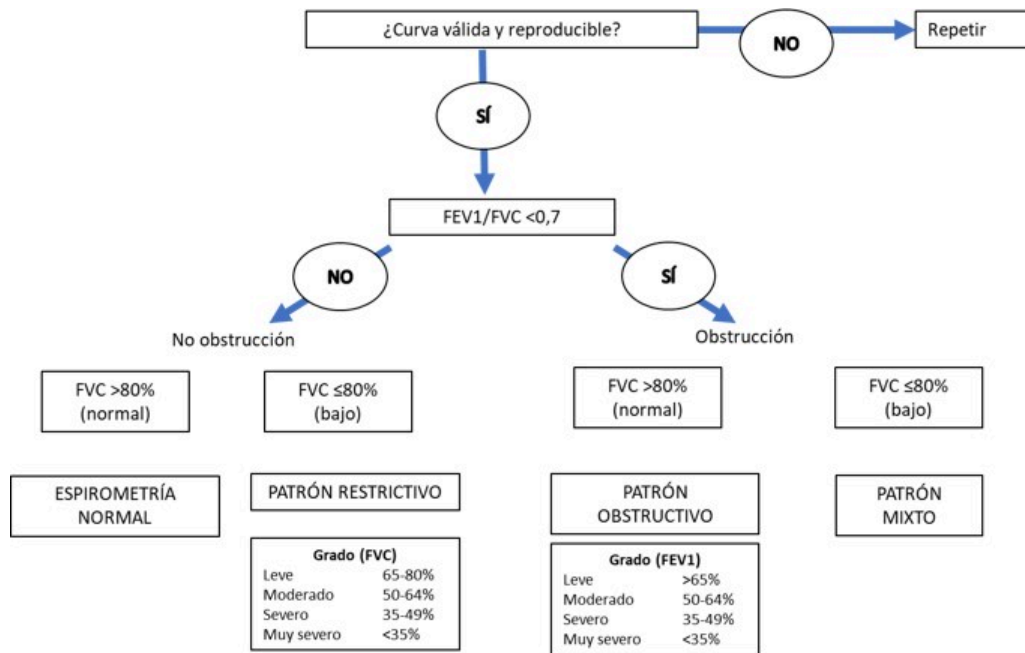 ¿Curva válida y reproducible?
NO
Repetir
SÍ
FEV1/FVC <0,7
NO
SÍ
No obstrucción
Obstrucción
FVC >80%
(normal)
FVC ≤80%
(bajo)
FVC >80%
(normal)
FVC ≤80%
(bajo)
ESPIROMETRÍA
NORMAL
PATRÓN RESTRICTIVO
PATRÓN
OBSTRUCTIVO
PATRÓN
MIXTO
Grado (FVC)
Leve 65-80%
Moderado 50-64%
Severo 35-49%
Muy severo <35%
Grado (FEV1)
Leve >65%
Moderado 50-64%
Severo 35-49%
Muy severo <35%